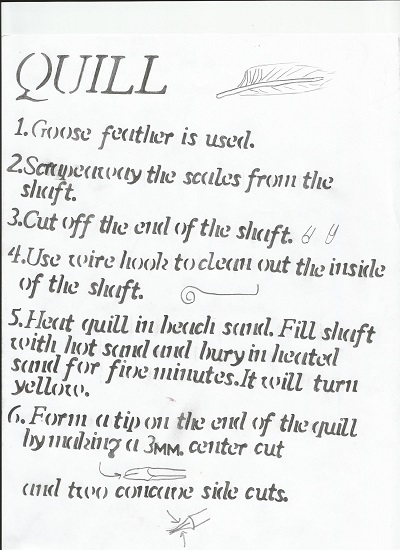 QUILL
1. Goose feather is used.
2. Scrape away the scales from the
shaft.
3. Cut off the end of the shaft.
4. Use wire hook to clean out the inside
of the shaft.
5. Heat quill in beach sand. Fill shaft
with hot sand and bury in heated
sand for five minutes. It will turn
yellow.
6. Form a tip on the end of the quill
by making a 3MM. center cut
and two concave side cuts.